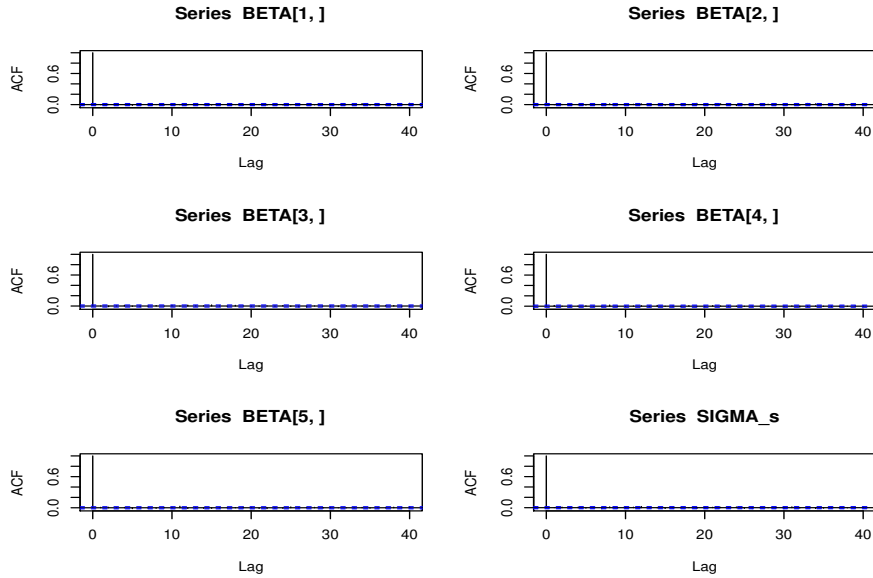 Series BETA[1, ]
ACF
0.0 0.6
0 10 20 30 40
Lag
Series BETA[2, ]
ACF
0.0 0.6
0 10 20 30 40
Lag
Series BETA[3, ]
ACF
0.0 0.6
0 10 20 30 40
Lag
Series BETA[4, ]
ACF
0.0 0.6
0 10 20 30 40
Lag
Series BETA[5, ]
ACF
0.0 0.6
0 10 20 30 40
Lag
Series SIGMA_s
ACF
0.0 0.6
0 10 20 30 40
Lag